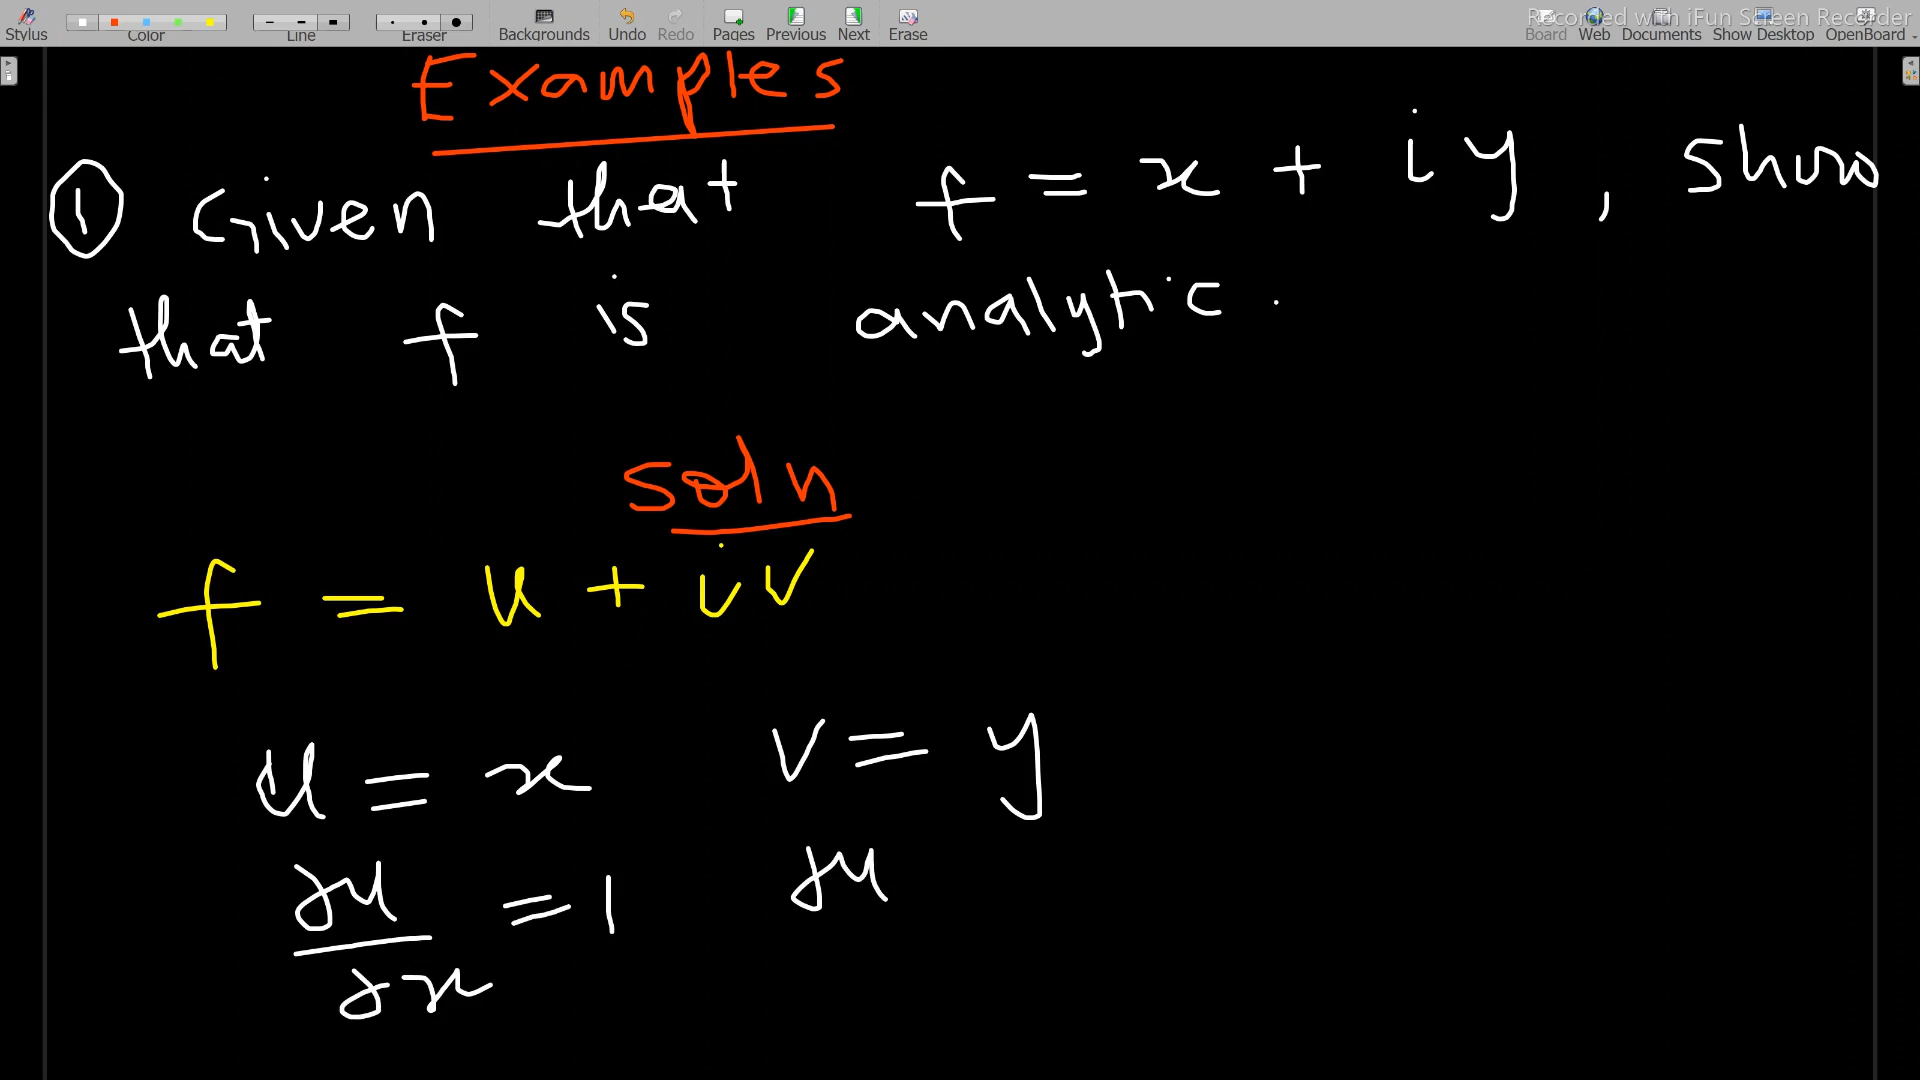 Recorded with iFun Screen Recorder
Stylus Color Line Eraser Backgrounds Undo Redo Pages Previous Next Erase Board Web Documents Show Desktop OpenBoard
Examples
① Given that f = x + iy, show
that f is analytic.
Soln
f = u + iv
u = x v = y
∂u/∂x = 1 ∂u